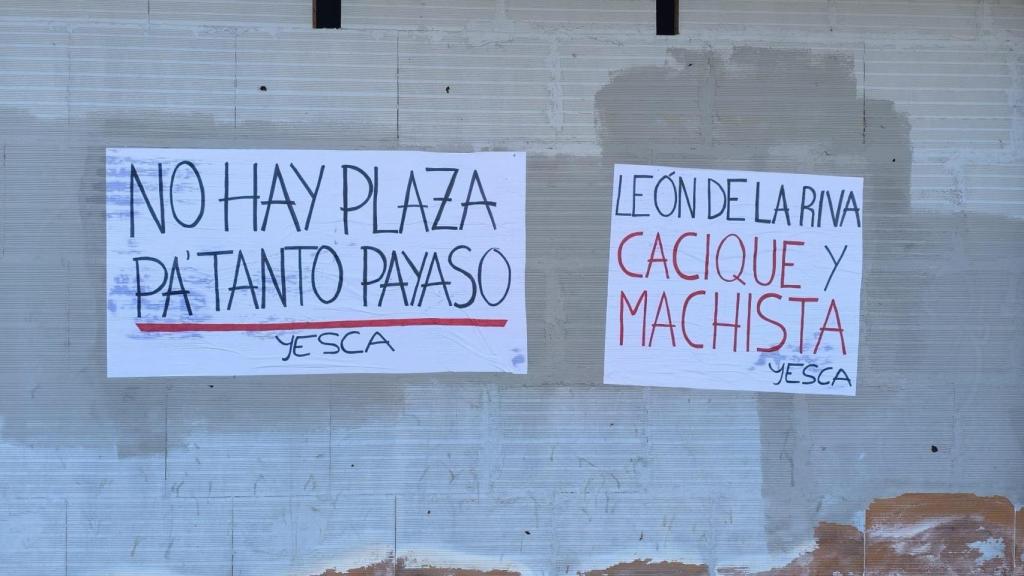 NO HAY PLAZA
PA' TANTO PAYASO
YESCA
LEÓN DE LA RIVA
CACIQUE Y
MACHISTA
YESCA